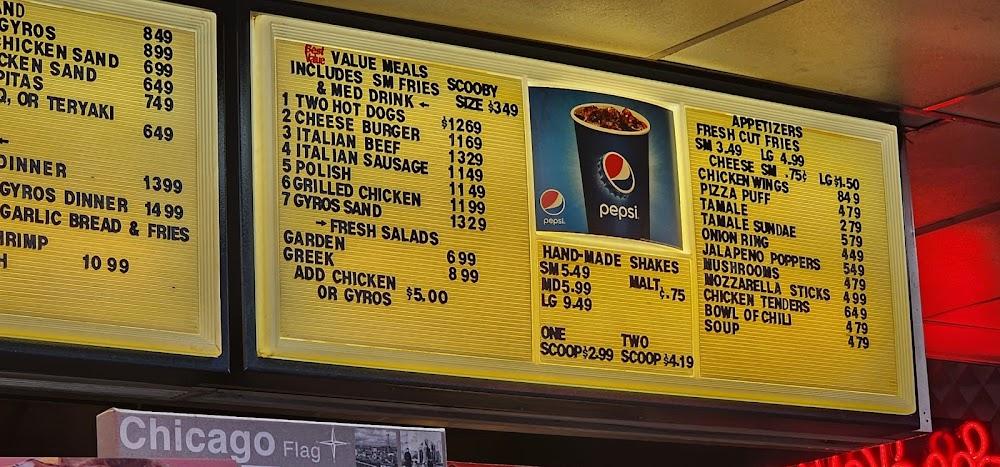 AND
GYROS 849
CHICKEN SAND 899
CKEN SAND 699
PITAS 649
Q, OR TERYAKI 749
649
DINNER 1399
GYROS DINNER 1499
GARLIC BREAD & FRIES
HRIMP
H 1099
Best Value VALUE MEALS
INCLUDES SM FRIES SCOOBY
& MED DRINK ← SIZE $349
1 TWO HOT DOGS $1269
2 CHEESE BURGER 1169
3 ITALIAN BEEF 1329
4 ITALIAN SAUSAGE 1149
5 POLISH 1149
6 GRILLED CHICKEN 1199
7 GYROS SAND 1329
→ FRESH SALADS
GARDEN 699
GREEK 899
ADD CHICKEN
OR GYROS $5.00
pepsi.
pepsi.
HAND-MADE SHAKES
SM 5.49 MALT
MD 5.99 ¢.75
LG 9.49
ONE TWO
SCOOP $2.99 SCOOP $4.19
APPETIZERS
FRESH CUT FRIES
SM 3.49 LG 4.99
CHEESE SM .75¢ LG $1.50
CHICKEN WINGS 849
PIZZA PUFF 479
TAMALE 279
TAMALE SUNDAE 579
ONION RING 449
JALAPENO POPPERS 549
MUSHROOMS 479
MOZZARELLA STICKS 499
CHICKEN TENDERS 649
BOWL OF CHILI 479
SOUP 479
Chicago Flag